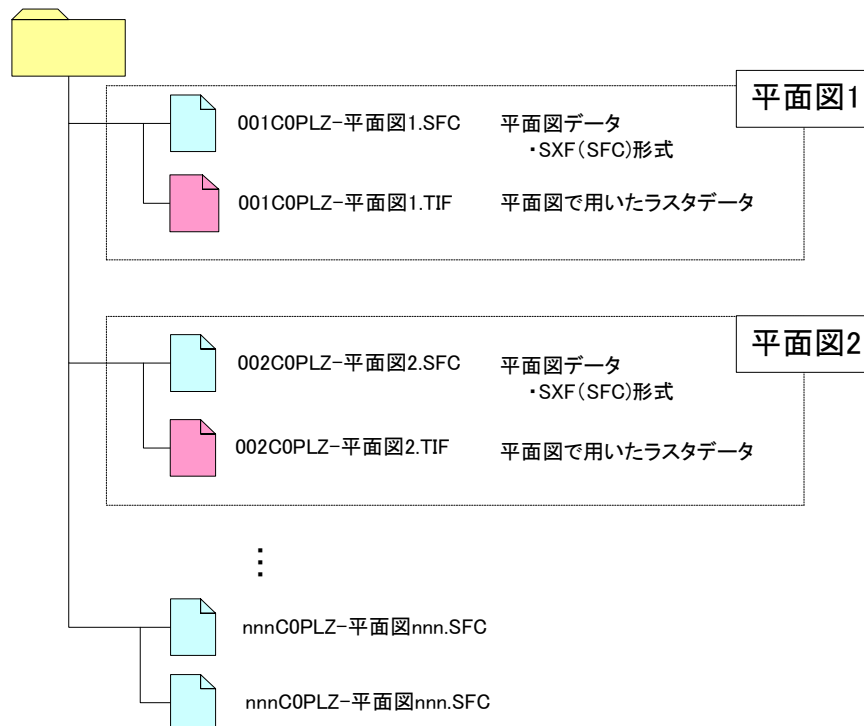 平面図1
001C0PLZ-平面図1.SFC 平面図データ
・SXF(SFC)形式
001C0PLZ-平面図1.TIF 平面図で用いたラスタデータ
平面図2
002C0PLZ-平面図2.SFC 平面図データ
・SXF(SFC)形式
002C0PLZ-平面図2.TIF 平面図で用いたラスタデータ
⋮
nnnC0PLZ-平面図nnn.SFC
nnnC0PLZ-平面図nnn.SFC